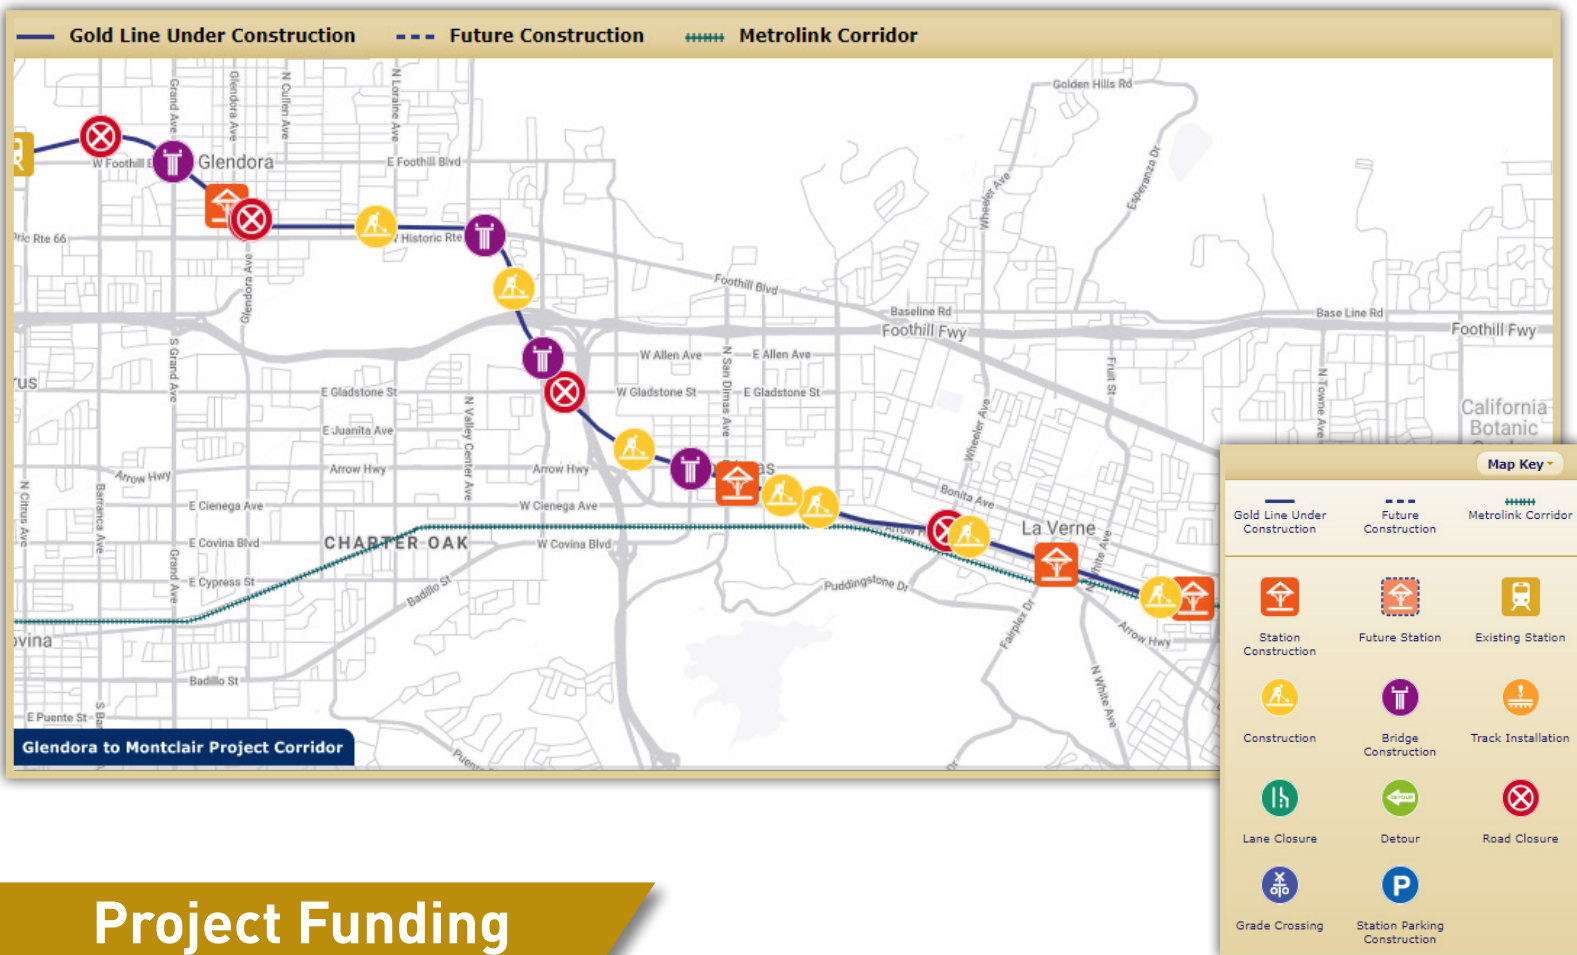 Gold Line Under Construction
Future Construction
Metrolink Corridor
Golden Hills Rd
Grand Ave
Glendora Ave
N Cullen Ave
N Loraine Ave
W Foothill
Glendora
E Foothill Blvd
Wheeler Ave
Esperanza Dr
Rte 66
Historic Rte
Glendora Ave
Foothill Blvd
Baseline Rd
Foothill Fwy
Base Line Rd
Foothill Fwy
S Grand Ave
W Allen Ave
N San Dimas Ave
E Allen Ave
Fruit St
N Towne Ave
E Gladstone St
W Gladstone St
E Gladstone St
N Valley Center Ave
E Juanita Ave
Wheeler Ave
California
Botanic
Arrow Hwy
Arrow Hwy
Arrow Hwy
N Citrus Ave
Barranca Ave
E Cienega Ave
W Cienega Ave
Bonita Ave
La Verne
E Covina Blvd
CHARTER OAK
W Covina Blvd
Grand Ave
E Cypress St
Badillo St
Puddingstone Dr
N White Ave
Fairplex Dr
Arrow Hwy
Badillo St
N White Ave
E Puente St
Glendora to Montclair Project Corridor
Map Key
Gold Line Under
Construction
Future
Construction
Metrolink Corridor
Station
Construction
Future Station
Existing Station
Construction
Bridge
Construction
Track Installation
DETOUR
Lane Closure
Detour
Road Closure
P
Grade Crossing
Station Parking
Construction
Project Funding